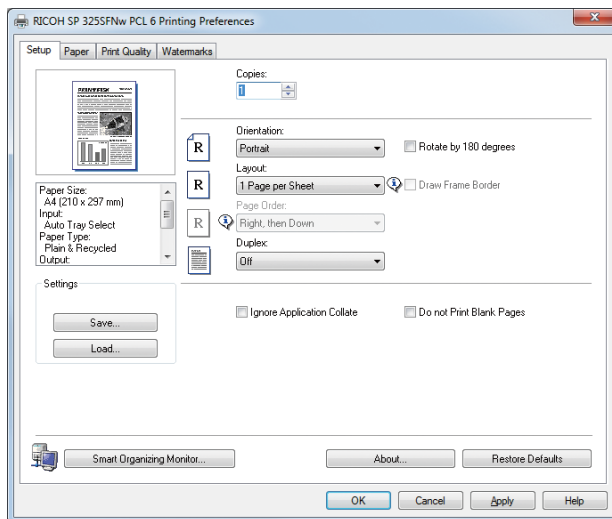 RICOH SP 325SFNw PCL 6 Printing Preferences
Setup Paper Print Quality Watermarks
Copies:
1
Orientation:
R Portrait Rotate by 180 degrees
Layout:
R 1 Page per Sheet Draw Frame Border
Page Order:
R Right, then Down
Duplex:
Off
Paper Size:
A4 (210 x 297 mm)
Input:
Auto Tray Select
Paper Type:
Plain & Recycled
Output:
Settings
Save...
Load...
Ignore Application Collate Do not Print Blank Pages
Smart Organizing Monitor... About... Restore Defaults
OK Cancel Apply Help